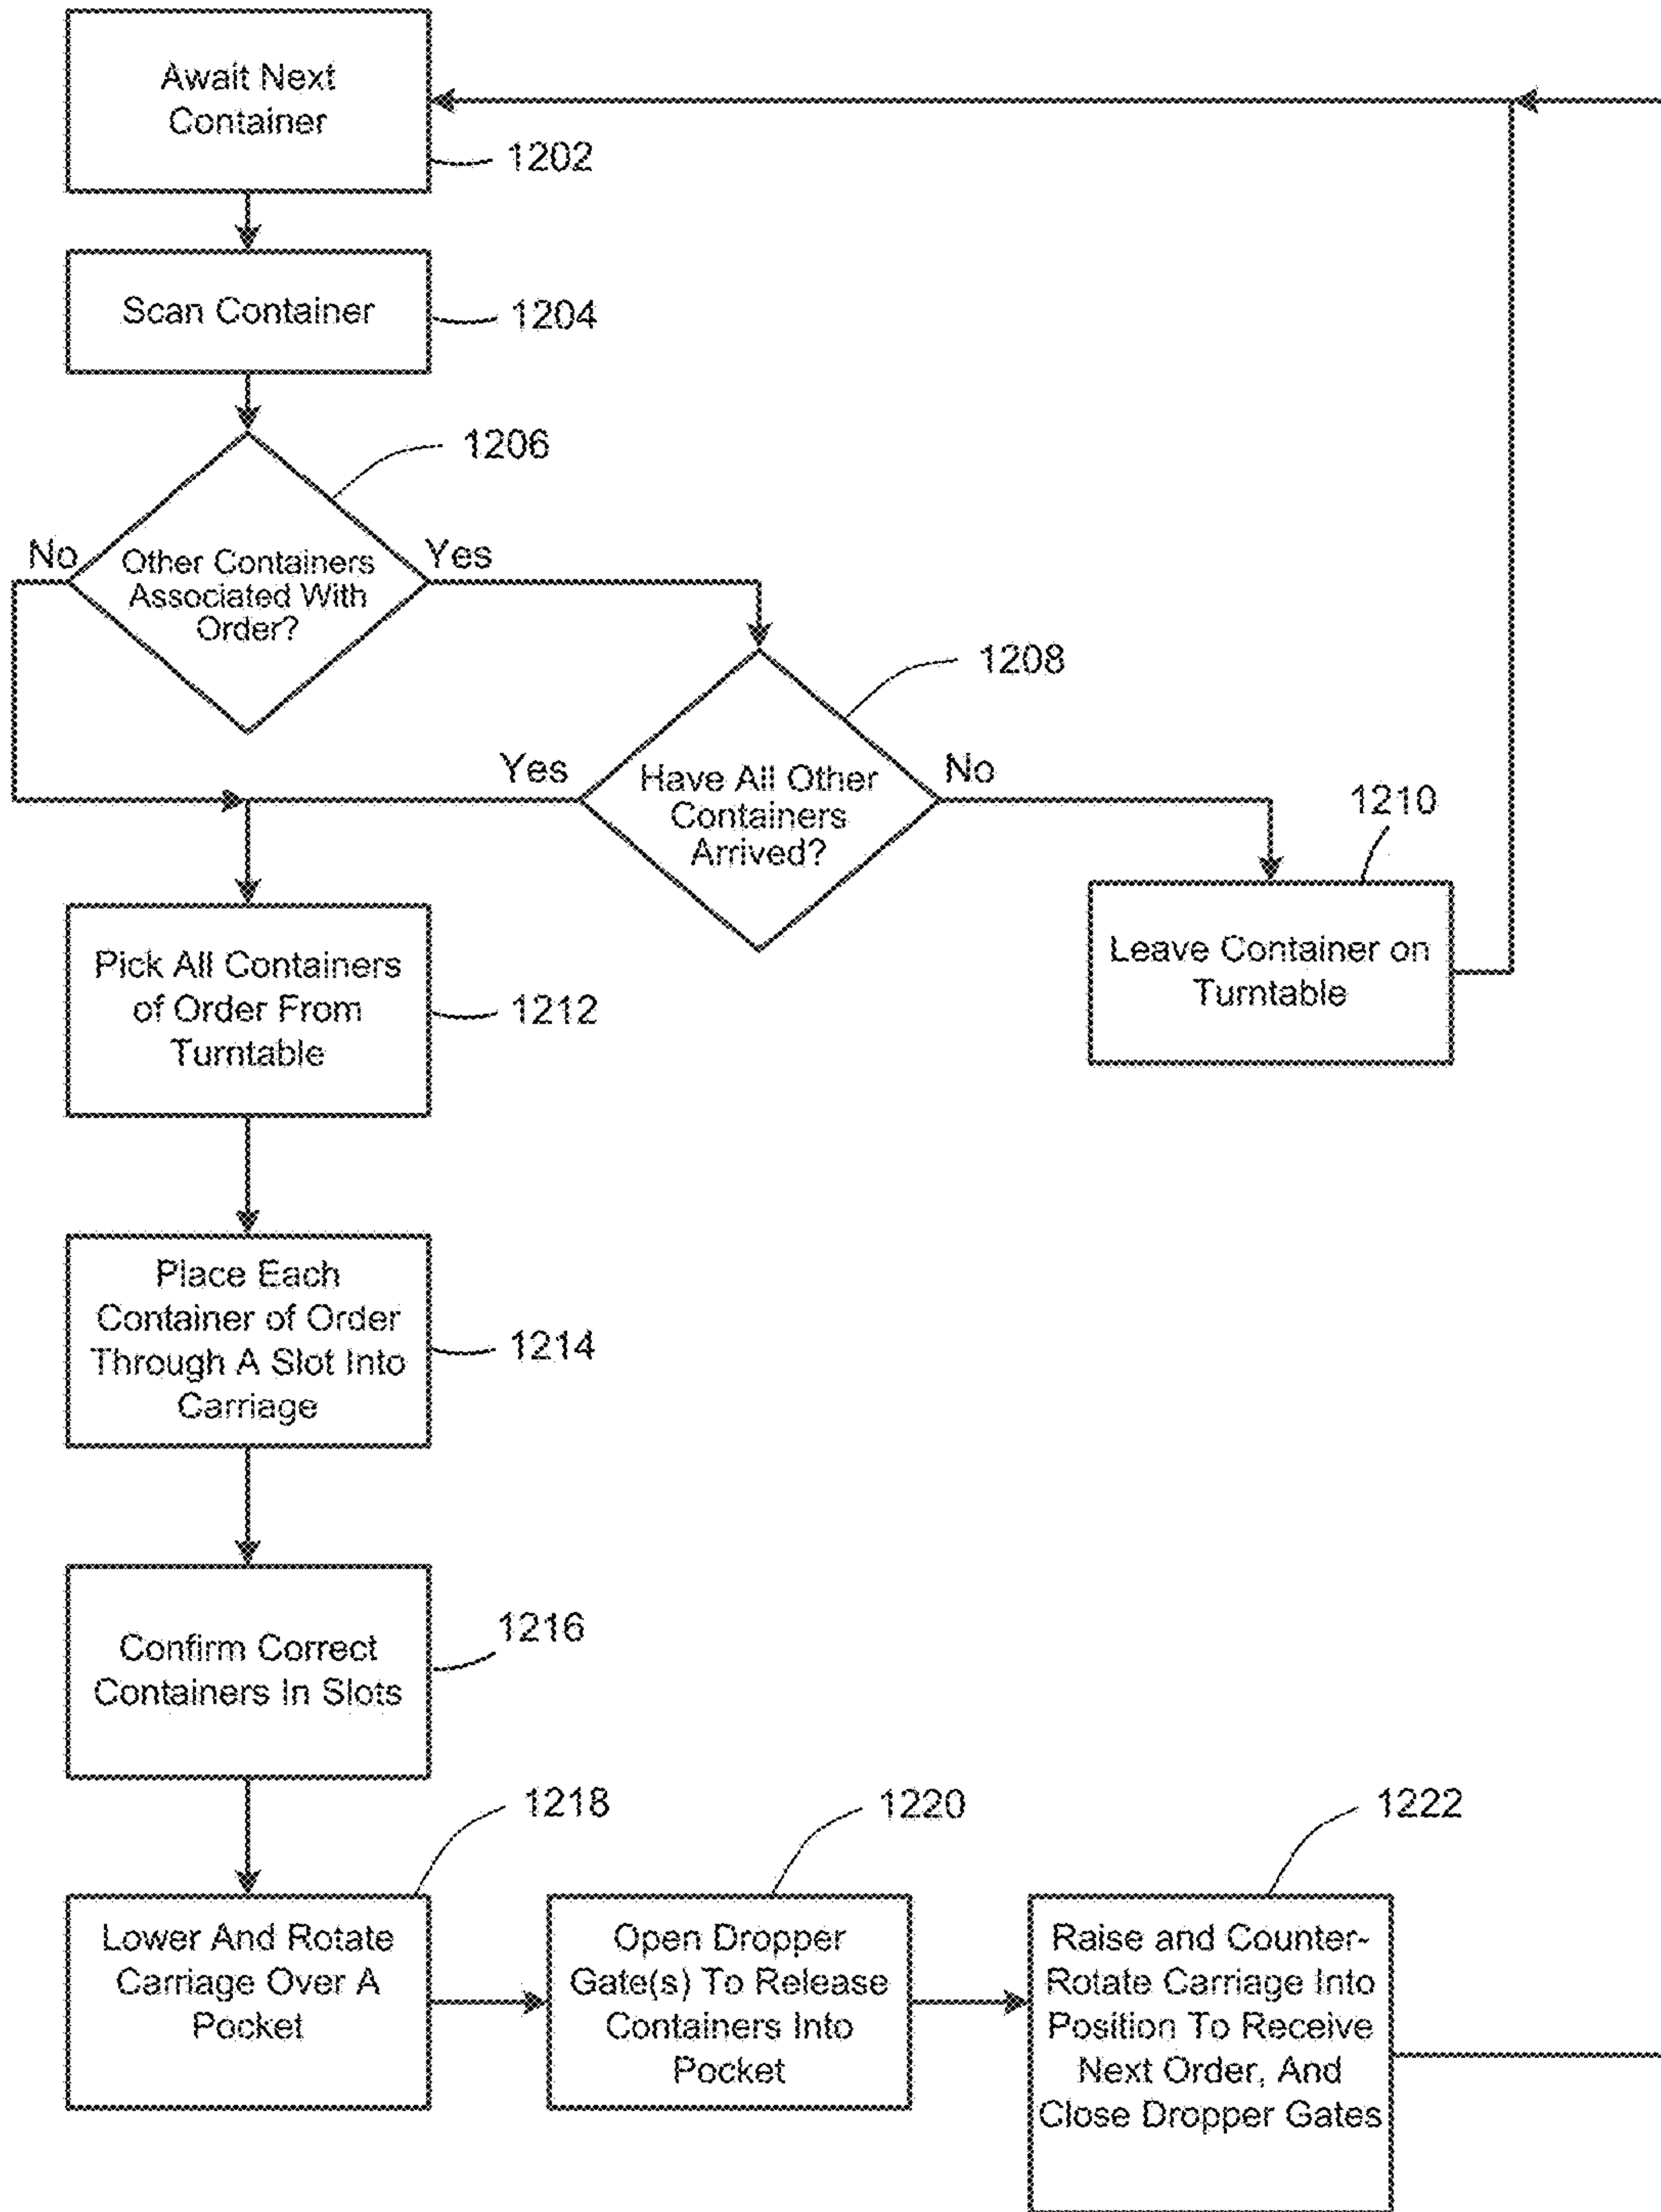 Await Next
Container
1202
Scan Container
1204
1206
No
Other Containers
Associated With
Order?
Yes
1208
Yes
Have All Other
Containers
Arrived?
No
1210
Leave Container on
Turntable
Pick All Containers
of Order From
Turntable
1212
Place Each
Container of Order
Through A Slot Into
Carriage
1214
Confirm Correct
Containers In Slots
1216
1218
Lower And Rotate
Carriage Over A
Pocket
1220
Open Dropper
Gate(s) To Release
Containers Into
Pocket
1222
Raise and Counter-
Rotate Carriage Into
Position To Receive
Next Order, And
Close Dropper Gates